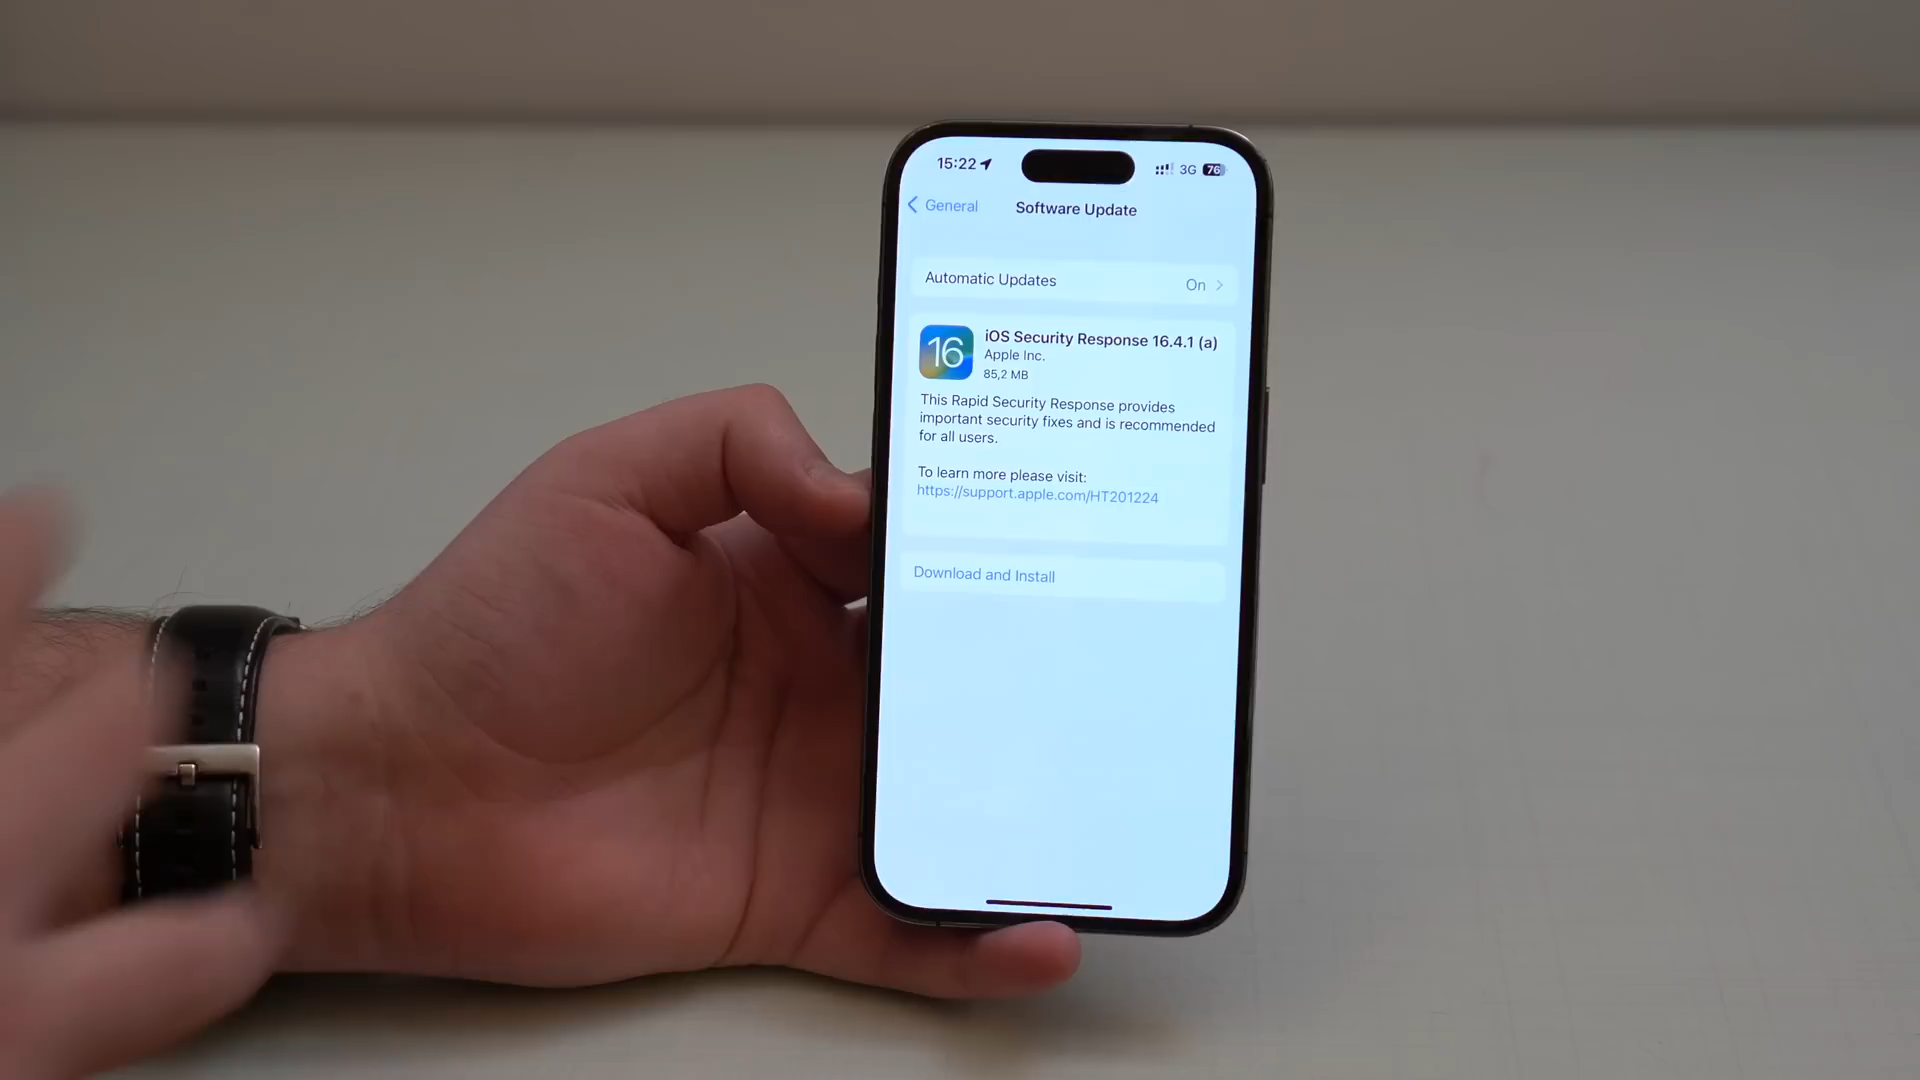 15:22 3G 76
General Software Update
Automatic Updates On
16 iOS Security Response 16.4.1 (a)
Apple Inc.
85,2 MB
This Rapid Security Response provides
important security fixes and is recommended
for all users.
To learn more please visit:
https://support.apple.com/HT201224
Download and Install